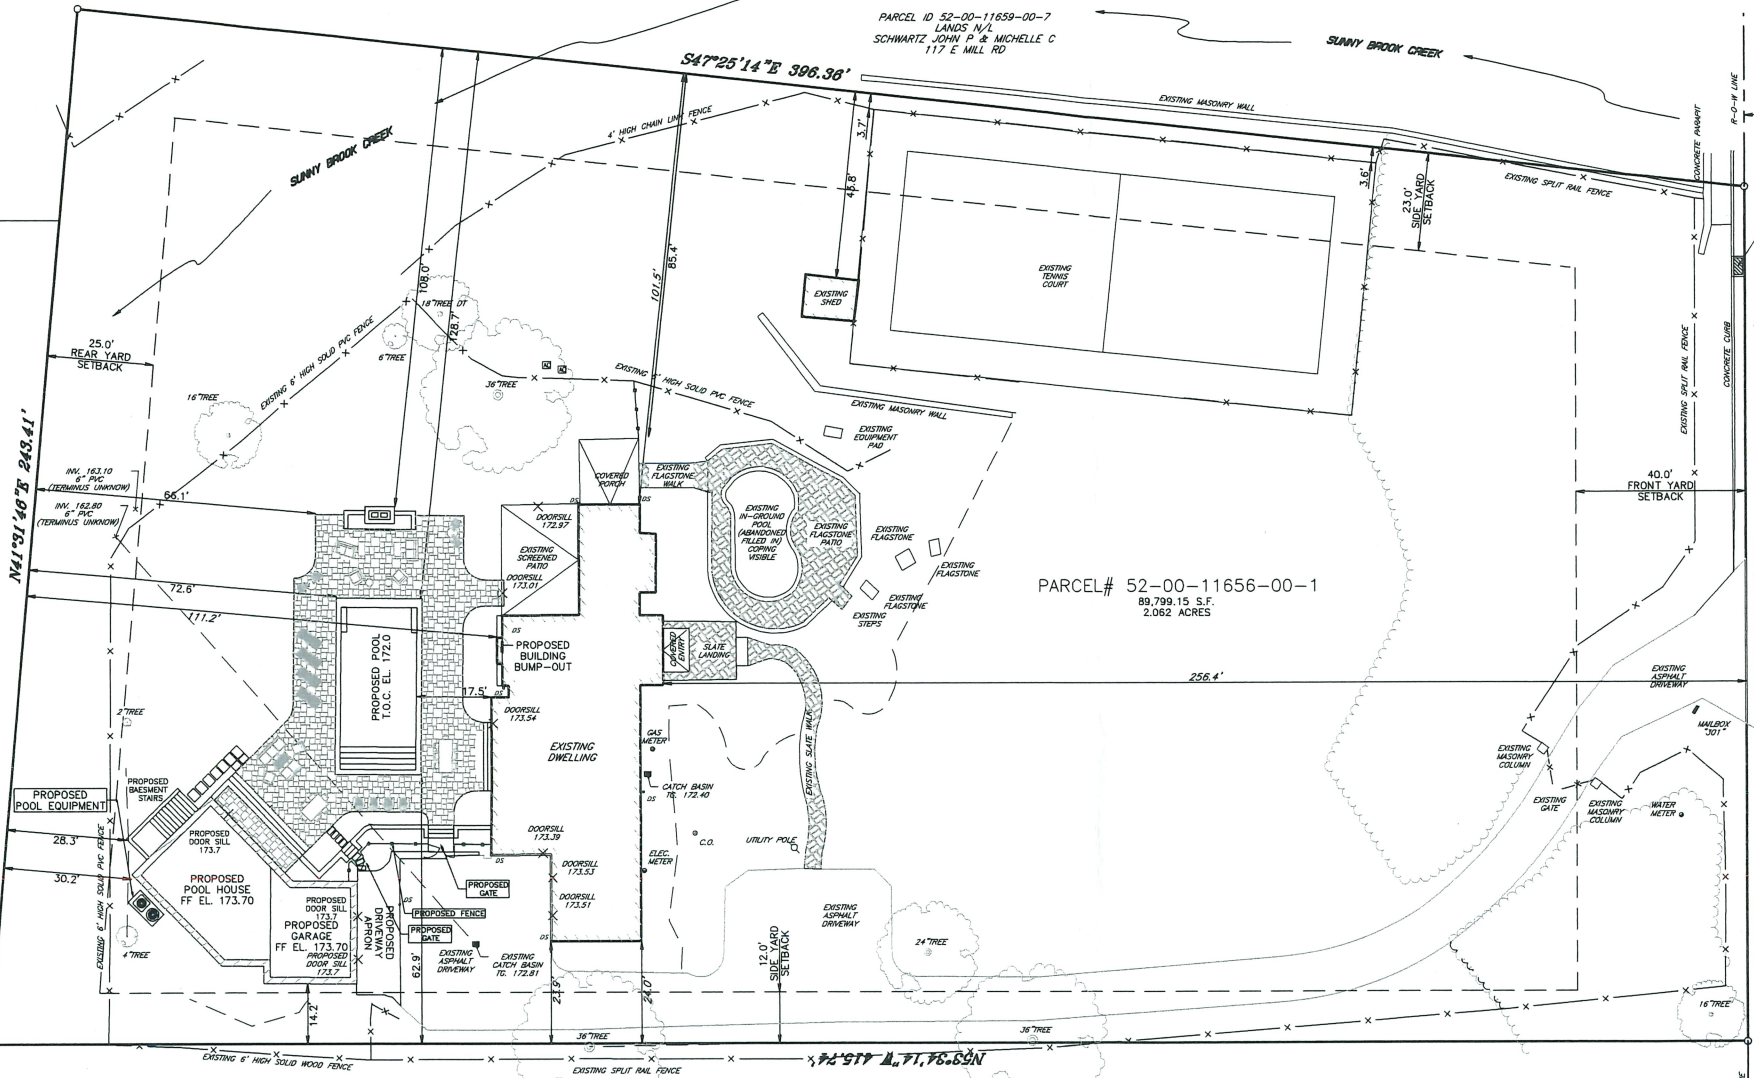 PARCEL ID 52-00-11659-00-7
LANDS N/L
SCHWARTZ JOHN P & MICHELLE C
117 E MILL RD
SUNNY BROOK CREEK
S47°25'14"E 396.36'
R-O-W LINE
EXISTING MASONRY WALL
CONCRETE PARAPIT
4' HIGH CHAIN LINK FENCE
3.7'
SUNNY BROOK CREEK
EXISTING SPLIT RAIL FENCE
3.6'
23.0'
SIDE YARD
SETBACK
85.4'
101.5'
108.0'
128.7'
EXISTING
TENNIS
COURT
EXISTING
SHED
18"TREE DT
25.0'
REAR YARD
SETBACK
6"TREE
36"TREE
16"TREE
EXISTING 6' HIGH SOLID PVC FENCE
EXISTING 6' HIGH SOLID PVC FENCE
EXISTING MASONRY WALL
EXISTING SPLIT RAIL FENCE
CONCRETE CURB
EXISTING
EQUIPMENT
PAD
N41°31'46"E 243.41'
INV. 163.10
6" PVC
(TERMINUS UNKNOW)
INV. 162.80
6" PVC
(TERMINUS UNKNOW)
66.1'
COVERED
PORCH
EXISTING
FLAGSTONE
WALK
DS
DS
40.0'
FRONT YARD
SETBACK
DOORSILL
172.97
EXISTING
IN-GROUND
POOL
(ABANDONED
FILLED IN)
COPING
VISIBLE
EXISTING
FLAGSTONE
PATIO
EXISTING
FLAGSTONE
EXISTING
FLAGSTONE
EXISTING
FLAGSTONE
EXISTING
STEPS
EXISTING
SCREENED
PATIO
DOORSILL
173.01
72.6'
111.2'
PARCEL# 52-00-11656-00-1
89,799.15 S.F.
2.062 ACRES
DS
PROPOSED
BUILDING
BUMP-OUT
COVERED
ENTRY
SLATE
LANDING
PROPOSED POOL
T.O.C. EL. 172.0
17.5'
DS
256.4'
EXISTING
ASPHALT
DRIVEWAY
DOORSILL
173.54
2"TREE
EXISTING
DWELLING
GAS
METER
EXISTING SLATE WALK
MAILBOX
"301"
EXISTING
MASONRY
COLUMN
CATCH BASIN
TG. 172.40
DS
PROPOSED
POOL EQUIPMENT
PROPOSED
BAESMENT
STAIRS
EXISTING
GATE
EXISTING
MASONRY
COLUMN
WATER
METER
28.3'
PROPOSED
DOOR SILL
173.7
DOORSILL
173.39
C.O.
UTILITY POLE
ELEC.
METER
DS
DOORSILL
173.53
30.2'
PROPOSED
POOL HOUSE
FF EL. 173.70
PROPOSED
GATE
PROPOSED
DOOR SILL
173.7
DS
DOORSILL
173.51
PROPOSED FENCE
PROPOSED
GATE
PROPOSED
GARAGE
FF EL. 173.70
PROPOSED
DOOR SILL
173.7
PROPOSED
DRIVEWAY
APRON
EXISTING
ASPHALT
DRIVEWAY
DS
24"TREE
EXISTING 6' HIGH SOLID PVC FENCE
4"TREE
62.9'
EXISTING
ASPHALT
DRIVEWAY
EXISTING
CATCH BASIN
TG. 172.81
12.0'
SIDE YARD
SETBACK
24.0'
14.2'
16"TREE
36"TREE
36"TREE
EXISTING 6' HIGH SOLID WOOD FENCE
EXISTING SPLIT RAIL FENCE
N53°34'14"W 415.74'